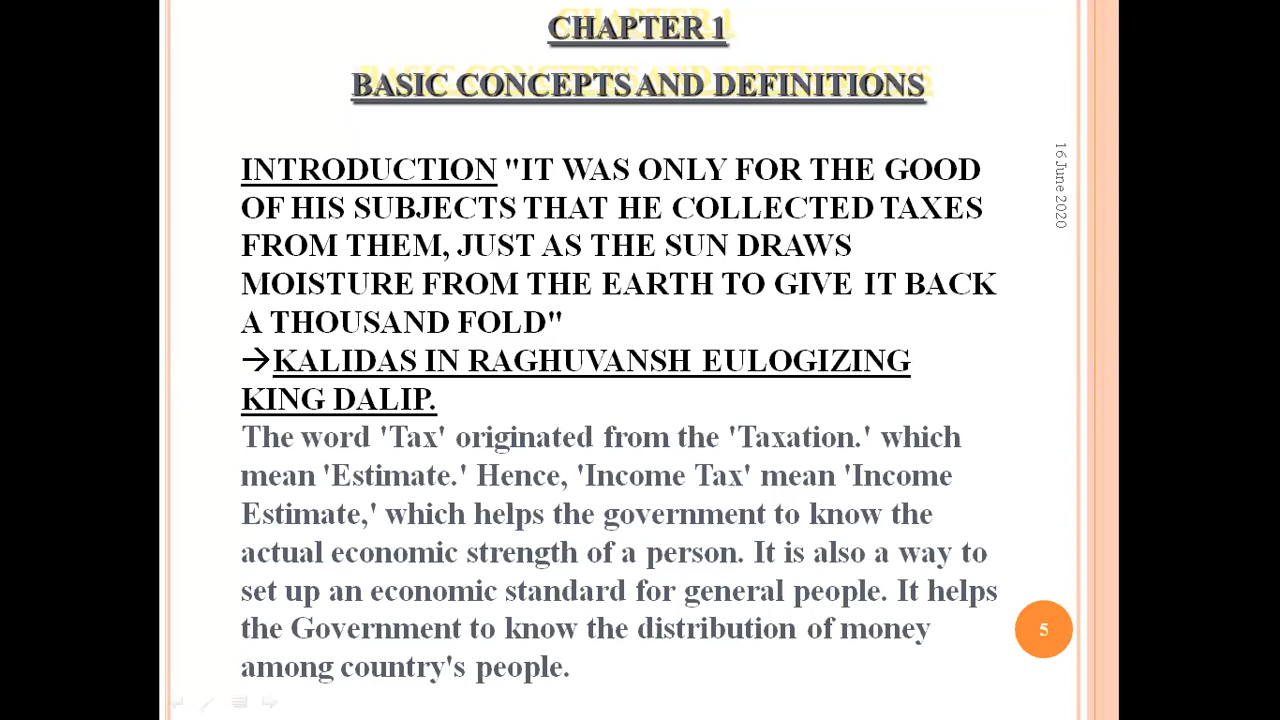 CHAPTER 1
BASIC CONCEPTS AND DEFINITIONS
INTRODUCTION "IT WAS ONLY FOR THE GOOD
OF HIS SUBJECTS THAT HE COLLECTED TAXES
FROM THEM, JUST AS THE SUN DRAWS
MOISTURE FROM THE EARTH TO GIVE IT BACK
A THOUSAND FOLD"
→KALIDAS IN RAGHUVANSH EULOGIZING
KING DALIP.
The word 'Tax' originated from the 'Taxation.' which
mean 'Estimate.' Hence, 'Income Tax' mean 'Income
Estimate,' which helps the government to know the
actual economic strength of a person. It is also a way to
set up an economic standard for general people. It helps
the Government to know the distribution of money
among country's people.
16 June 2020
5